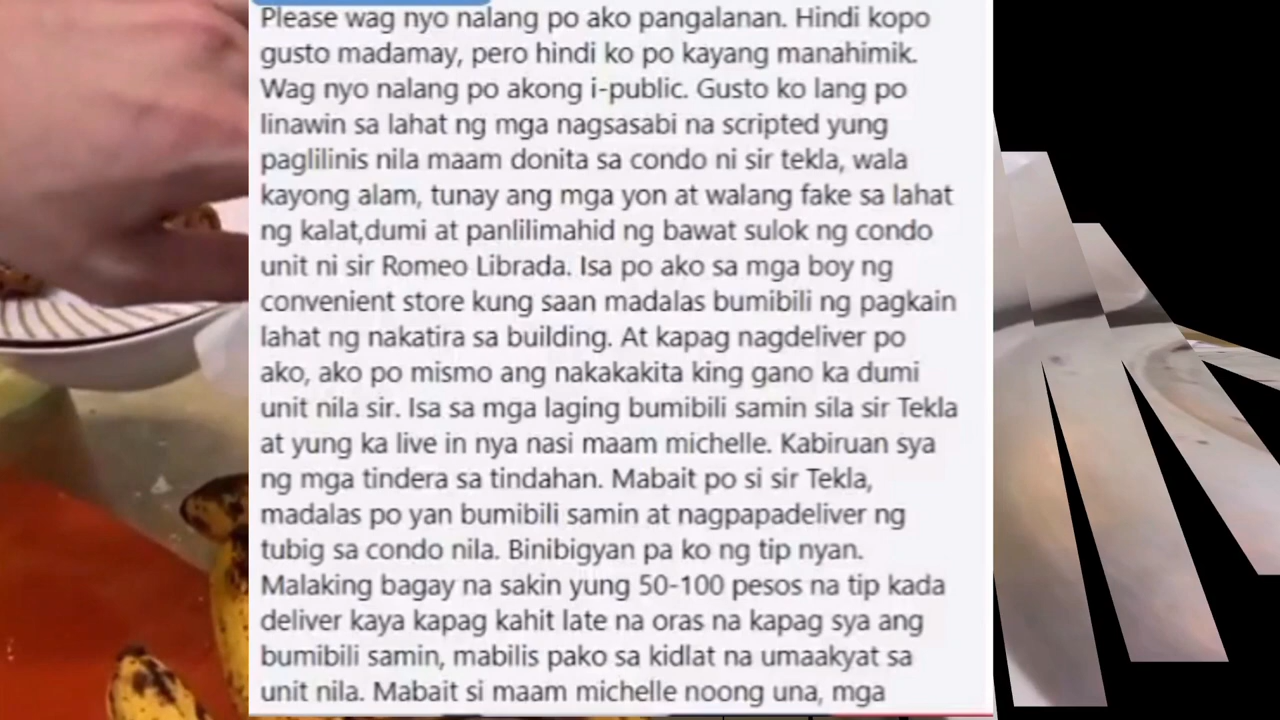 Please wag nyo nalang po ako pangalanan. Hindi kopo
gusto madamay, pero hindi ko po kayang manahimik.
Wag nyo nalang po akong i-public. Gusto ko lang po
linawin sa lahat ng mga nagsasabi na scripted yung
paglilinis nila maam donita sa condo ni sir tekla, wala
kayong alam, tunay ang mga yon at walang fake sa lahat
ng kalat,dumi at panlilimahid ng bawat sulok ng condo
unit ni sir Romeo Librada. Isa po ako sa mga boy ng
convenient store kung saan madalas bumibili ng pagkain
lahat ng nakatira sa building. At kapag nagdeliver po
ako, ako po mismo ang nakakakita king gano ka dumi
unit nila sir. Isa sa mga laging bumibili samin sila sir Tekla
at yung ka live in nya nasi maam michelle. Kabiruan sya
ng mga tindera sa tindahan. Mabait po si sir Tekla,
madalas po yan bumibili samin at nagpapadeliver ng
tubig sa condo nila. Binibigyan pa ko ng tip nyan.
Malaking bagay na sakin yung 50-100 pesos na tip kada
deliver kaya kapag kahit late na oras na kapag sya ang
bumibili samin, mabilis pako sa kidlat na umaakyat sa
unit nila. Mabait si maam michelle noong una, mga